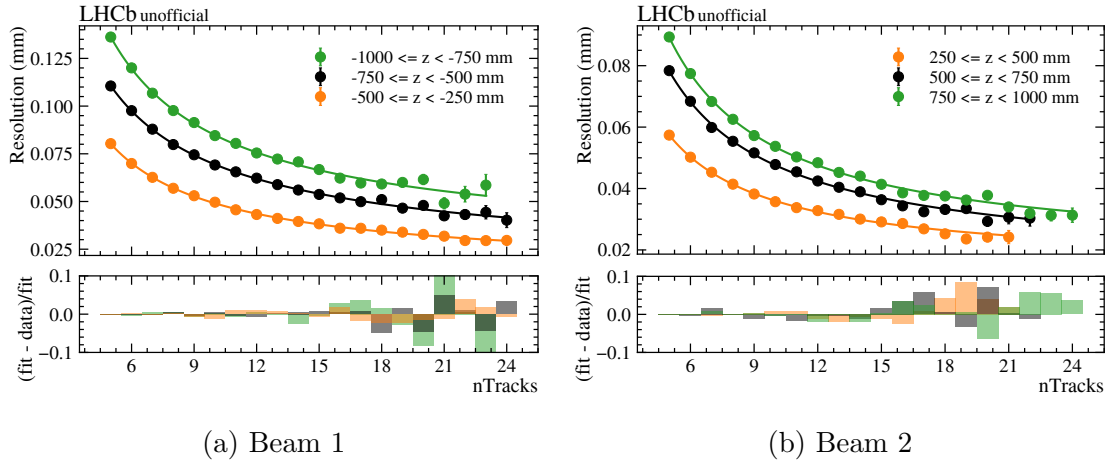 LHCb unofficial
Resolution (mm)
0.125
0.100
0.075
0.050
0.025
-1000 <= z < -750 mm
-750 <= z < -500 mm
-500 <= z < -250 mm
(fit - data)/fit
0.1
0.0
−0.1
6 9 12 15 18 21 24
nTracks
(a) Beam 1
LHCb unofficial
Resolution (mm)
0.08
0.06
0.04
0.02
250 <= z < 500 mm
500 <= z < 750 mm
750 <= z < 1000 mm
(fit - data)/fit
0.1
0.0
−0.1
6 9 12 15 18 21 24
nTracks
(b) Beam 2